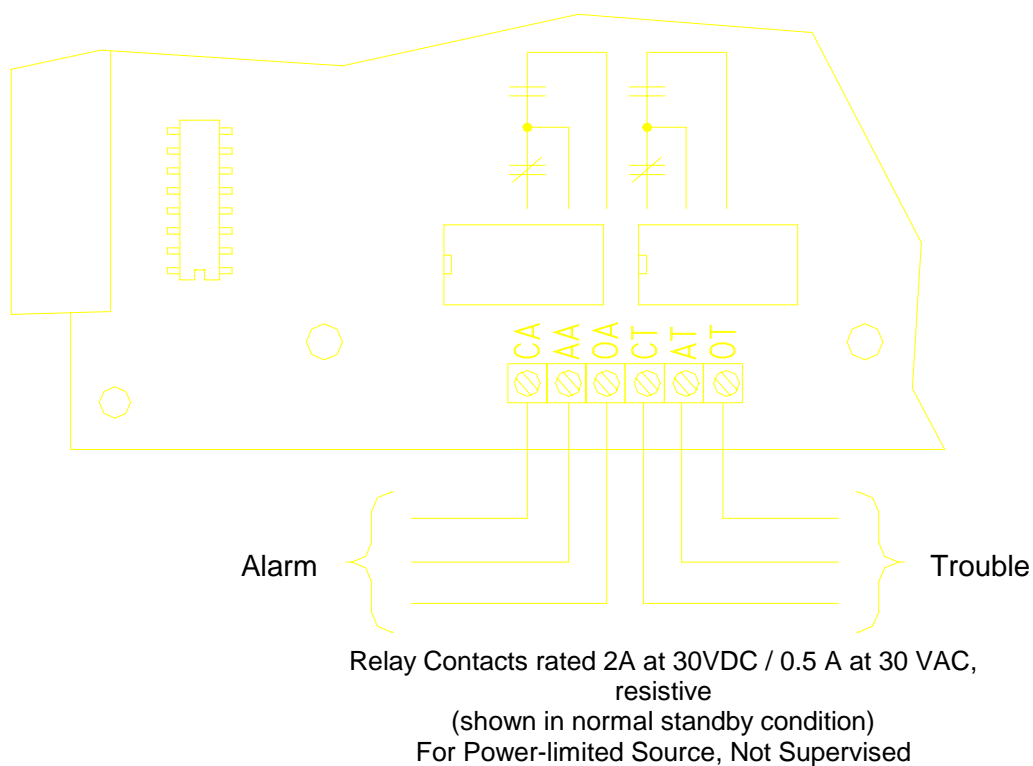 CA AA OA CT AT OT
Alarm
Trouble
Relay Contacts rated 2A at 30VDC / 0.5 A at 30 VAC,
resistive
(shown in normal standby condition)
For Power-limited Source, Not Supervised